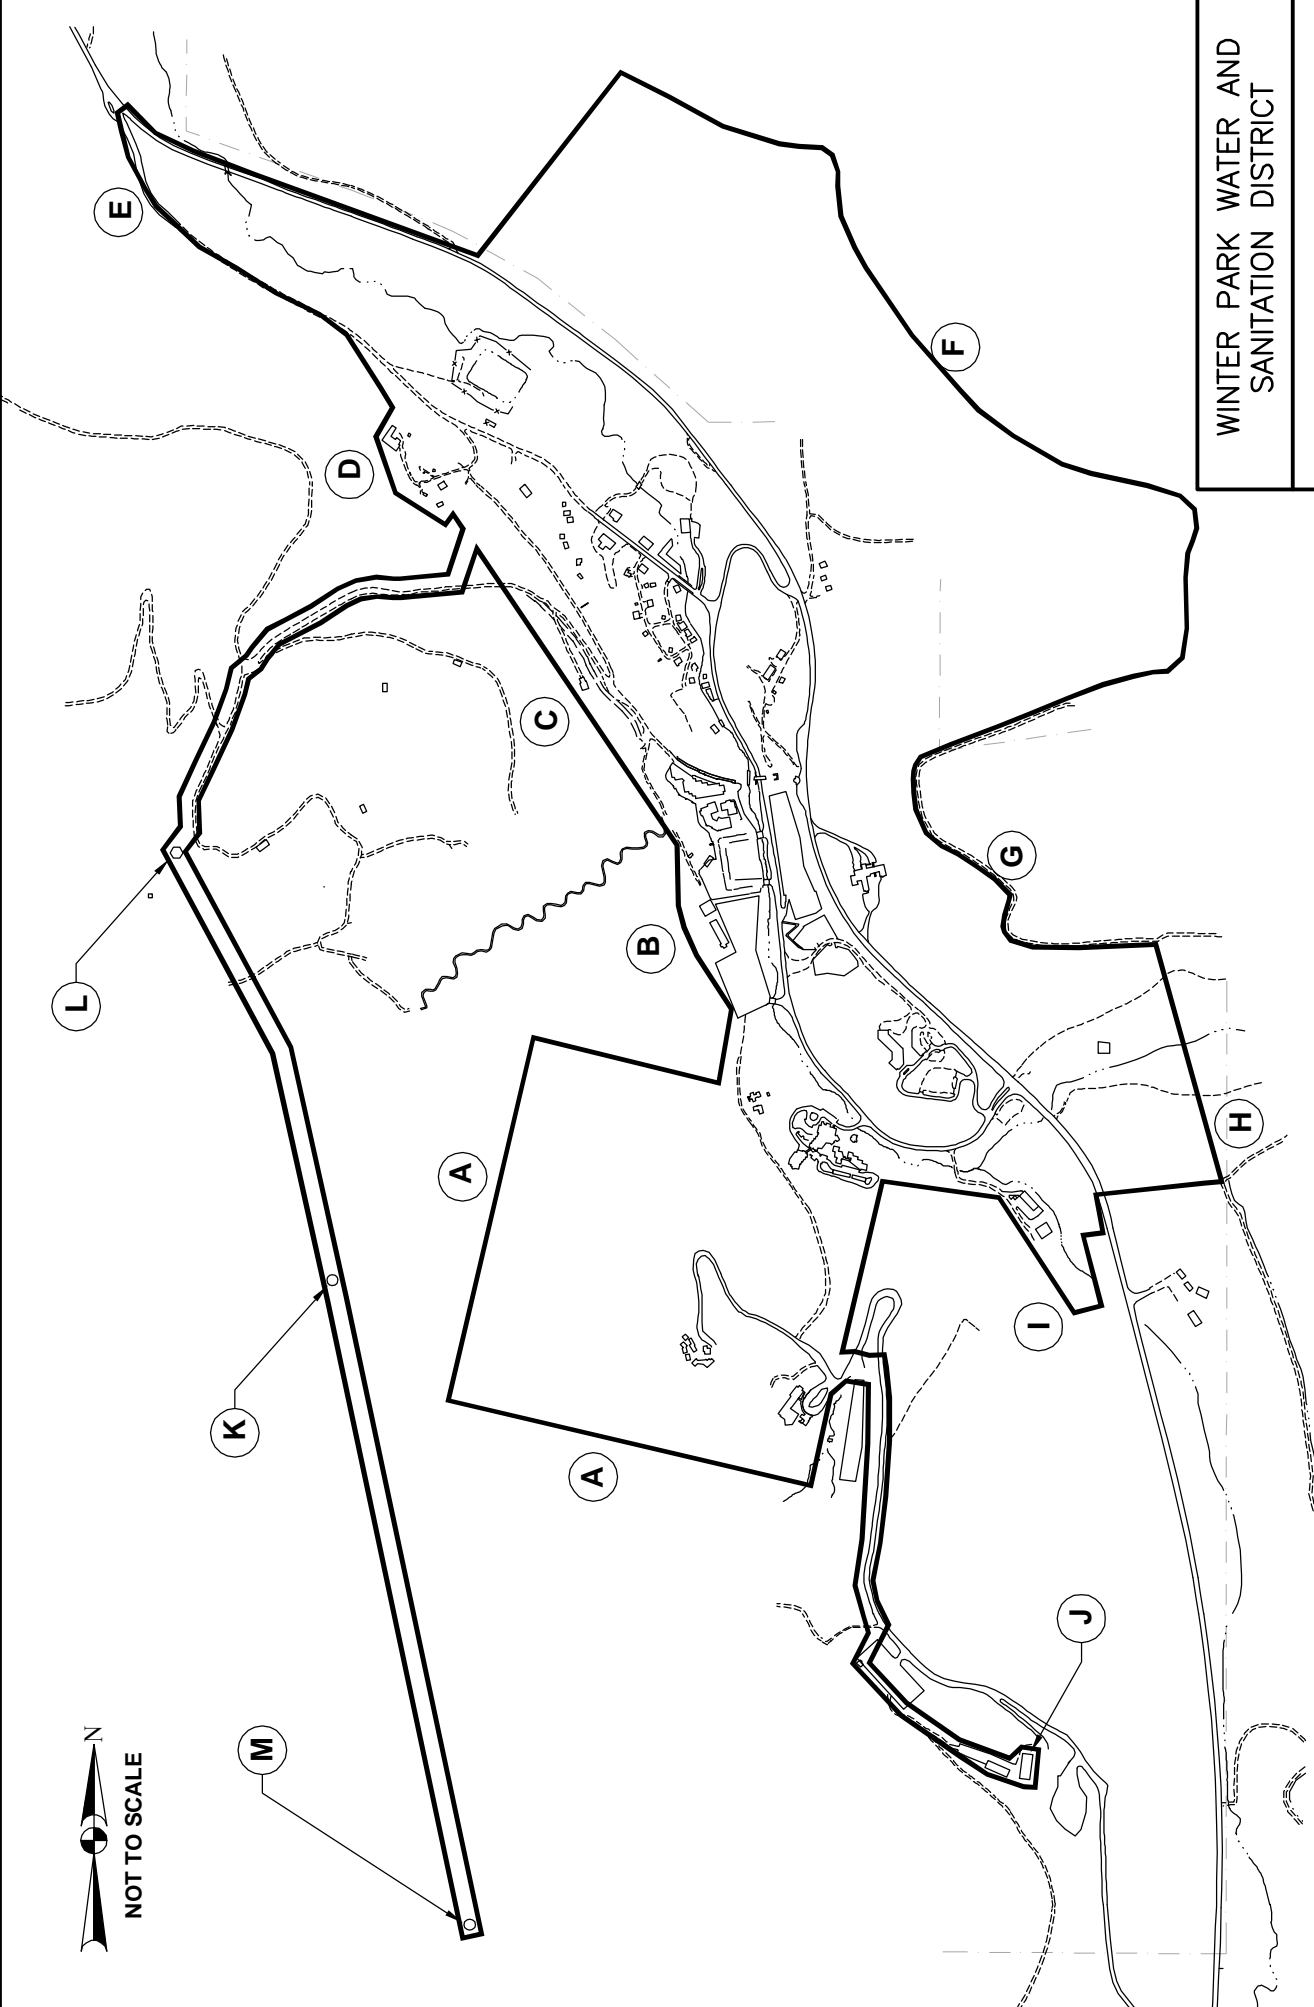 WINTER PARK WATER AND
SANITATION DISTRICT
E
F
D
C
L
B
G
A
H
K
A
I
J
M
N
NOT TO SCALE